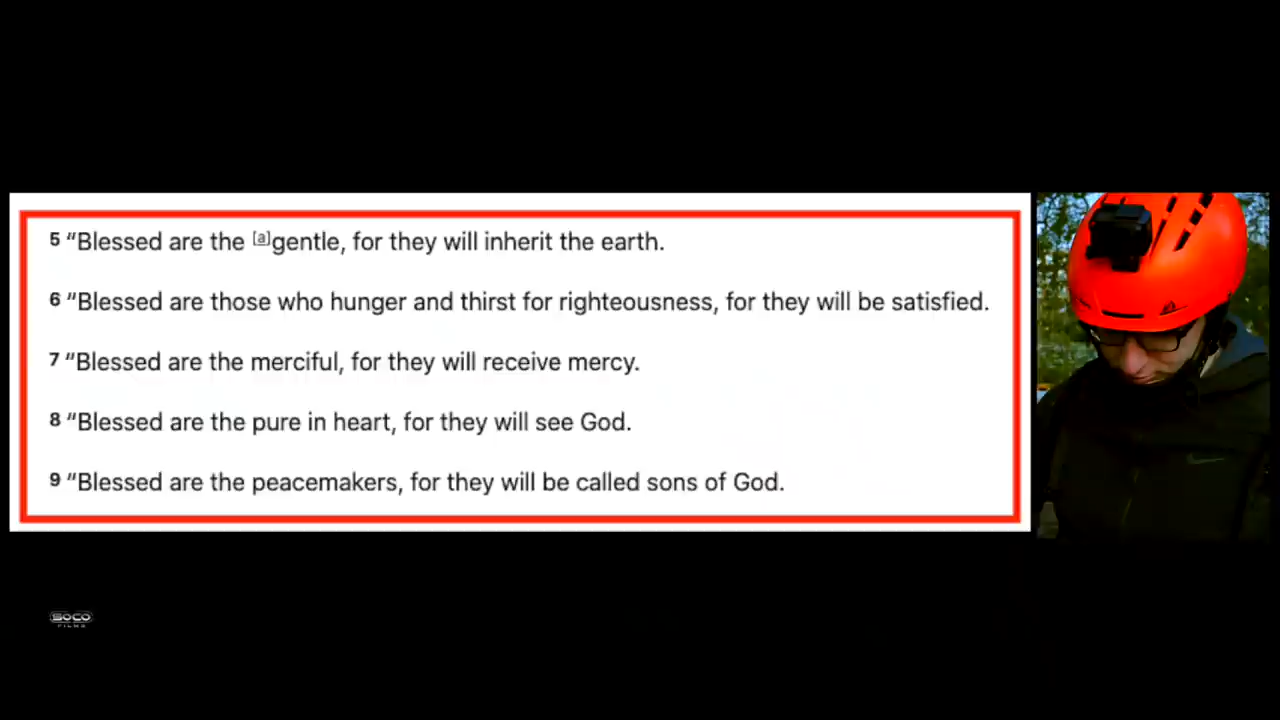 5 “Blessed are the [a]gentle, for they will inherit the earth.
6 “Blessed are those who hunger and thirst for righteousness, for they will be satisfied.
7 “Blessed are the merciful, for they will receive mercy.
8 “Blessed are the pure in heart, for they will see God.
9 “Blessed are the peacemakers, for they will be called sons of God.
SOCO
FILMS